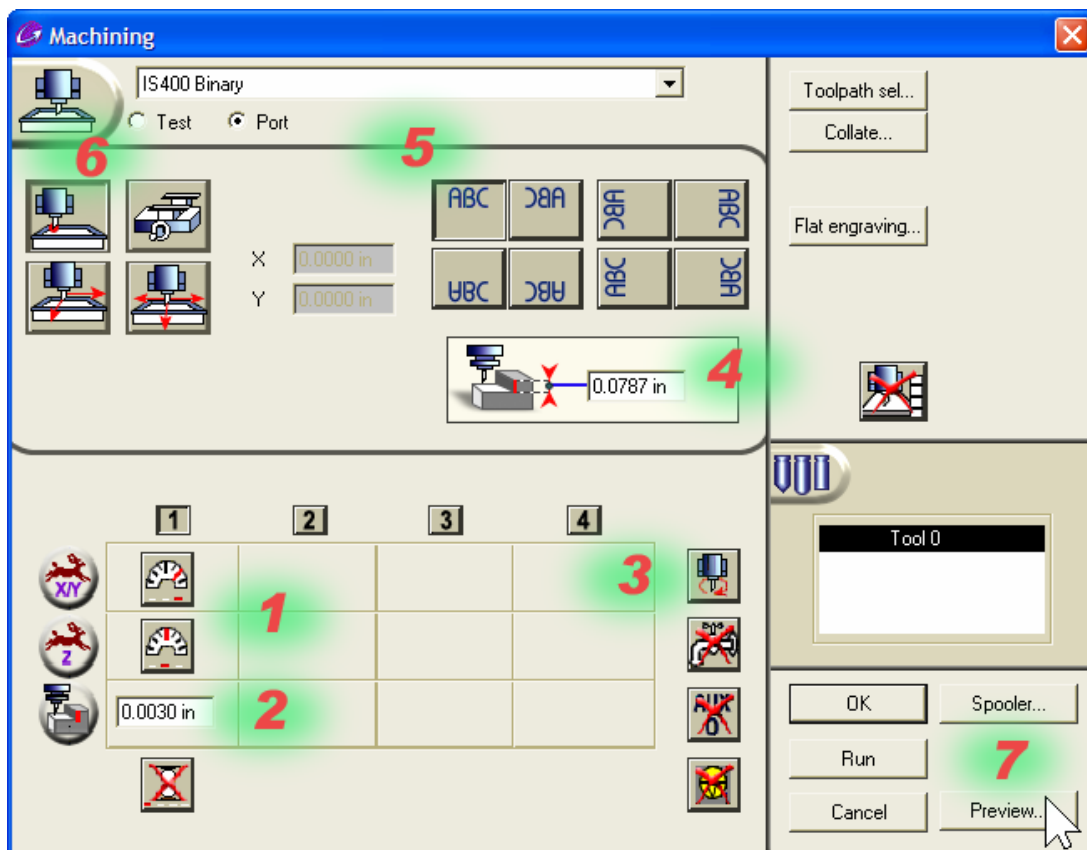 Machining
IS400 Binary
Test Port
Toolpath sel...
Collate...
Flat engraving...
6
5
X 0.0000 in
Y 0.0000 in
ABC ABC ABC ABC
ABC ABC ABC ABC
4
0.0787 in
1 2 3 4
X/Y
Z
1
2
3
0.0030 in
AUX
0
Tool 0
OK Spooler...
Run
7
Cancel Preview...